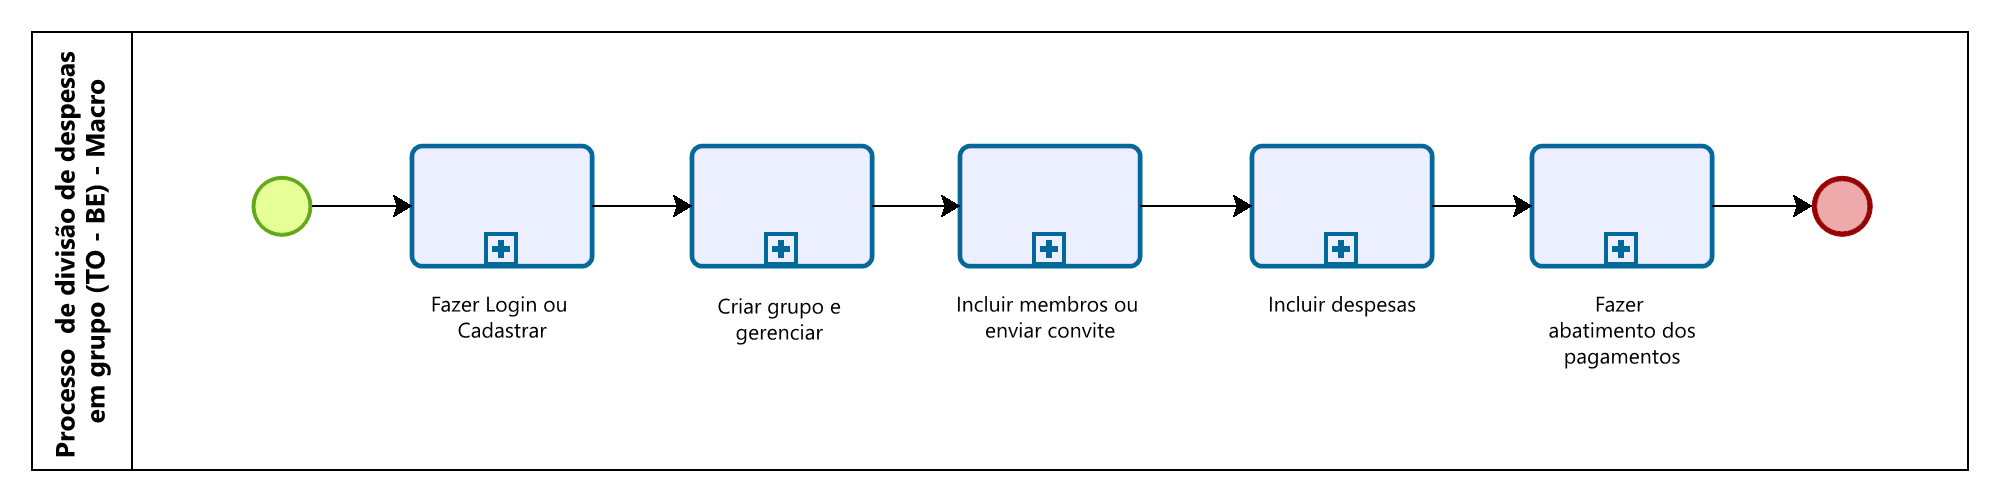 Processo  de divisão de despesas
em grupo (TO - BE) - Macro
Fazer Login ou
Cadastrar
Criar grupo e
gerenciar
Incluir membros ou
enviar convite
Incluir despesas
Fazer
abatimento dos
pagamentos